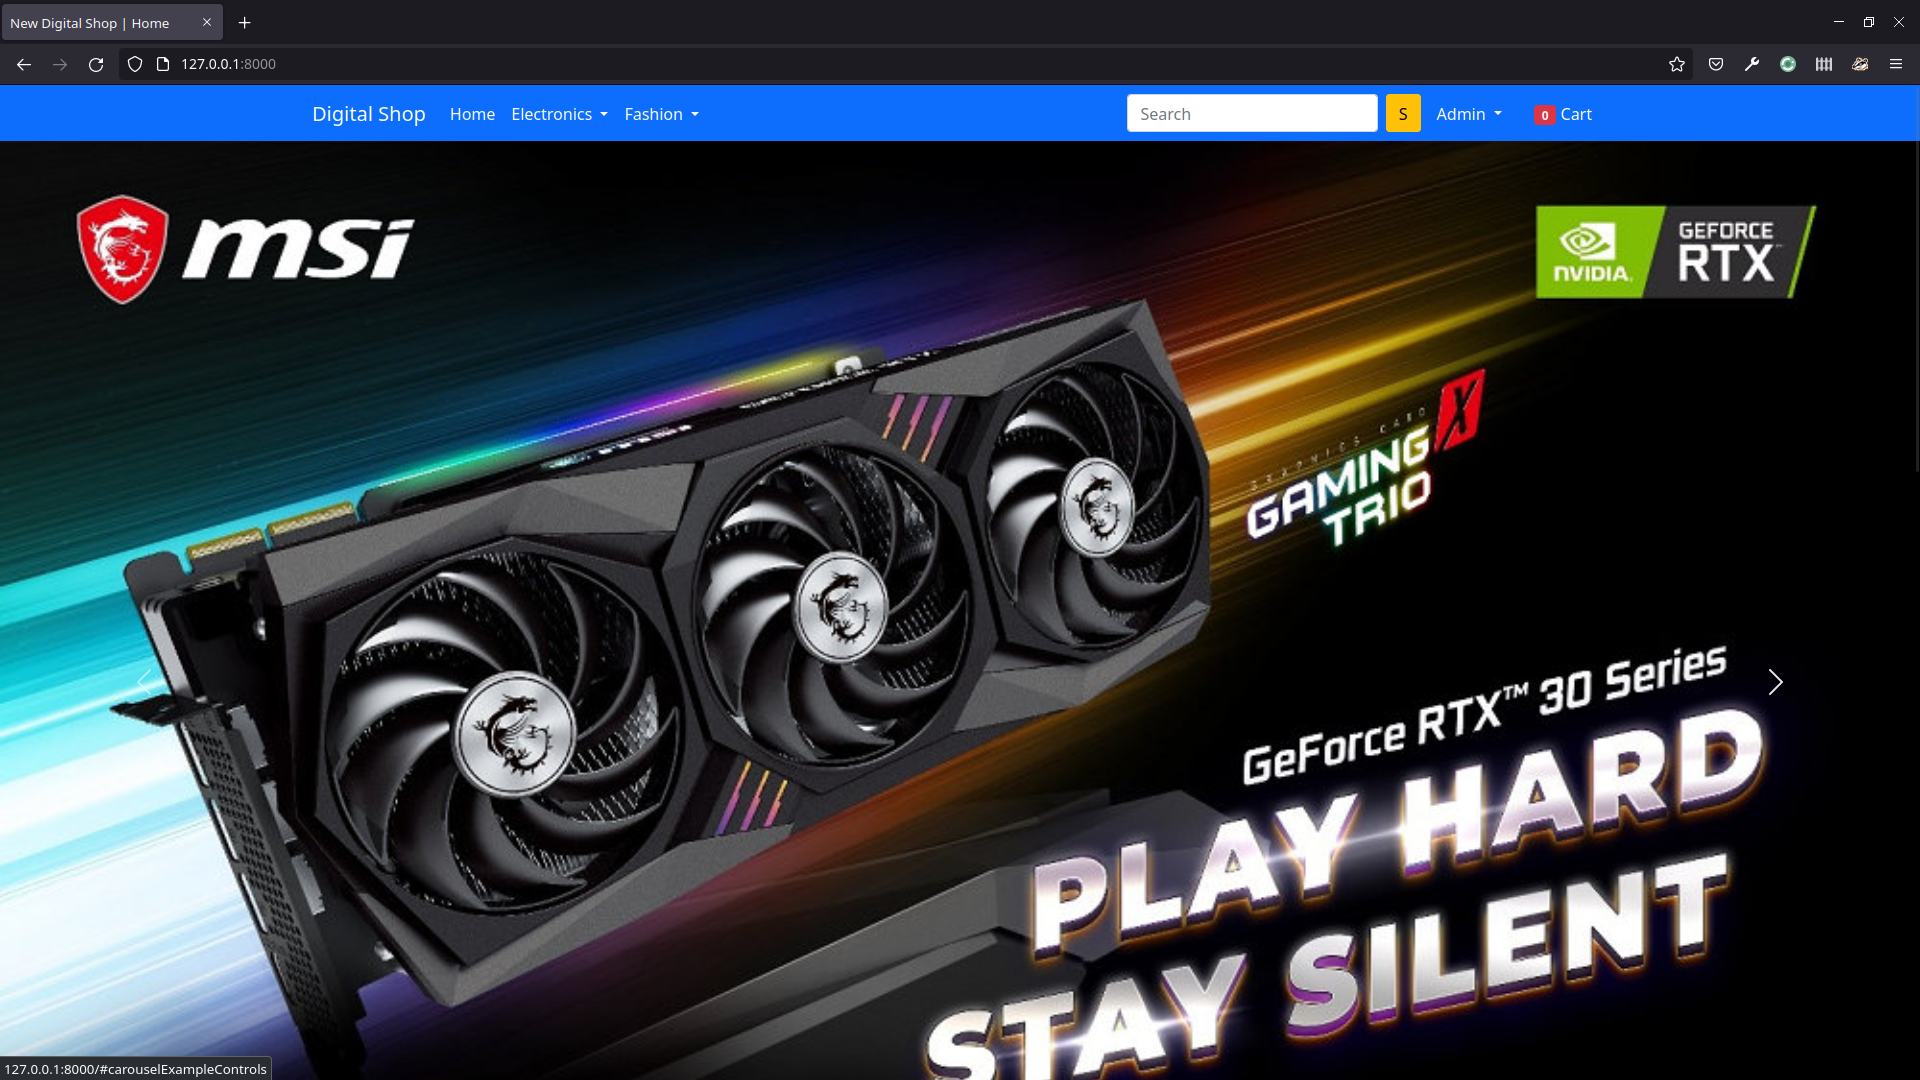 New Digital Shop | Home
127.0.0.1:8000
Digital Shop Home Electronics Fashion Search S Admin 0 Cart
msi
NVIDIA. GEFORCE RTX
GRAPHICS CARD
GAMING X
TRIO
GeForce RTX™ 30 Series
PLAY HARD
STAY SILENT
127.0.0.1:8000/#carouselExampleControls